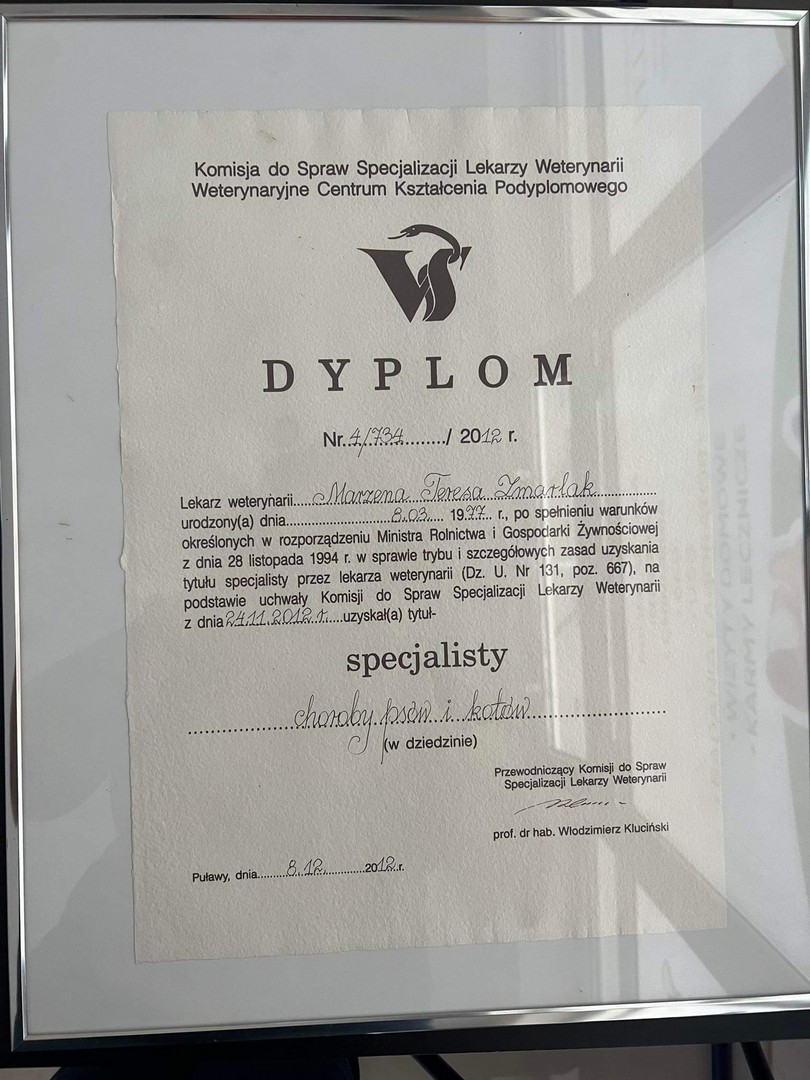 Komisja do Spraw Specjalizacji Lekarzy Weterynarii
Weterynaryjne Centrum Kształcenia Podyplomowego
DYPLOM
Nr. 4/734......../ 2012 r.
Lekarz weterynarii.....Marzena Teresa Zmarlak................
urodzony(a) dnia.......................8.03.... 1977.. r., po spełnieniu warunków
określonych w rozporządzeniu Ministra Rolnictwa i Gospodarki Żywnościowej
z dnia 28 listopada 1994 r. w sprawie trybu i szczegółowych zasad uzyskania
tytułu specjalisty przez lekarza weterynarii (Dz. U. Nr 131, poz. 667), na
podstawie uchwały Komisji do Spraw Specjalizacji Lekarzy Weterynarii
z dnia 24.11.2012 r....uzyskał(a) tytuł-
specjalisty
choroby psów i kotów
(w dziedzinie)
Przewodniczący Komisji do Spraw
Specjalizacji Lekarzy Weterynarii
prof. dr hab. Włodzimierz Kluciński
Puławy, dnia.......8.12.............2012.r.